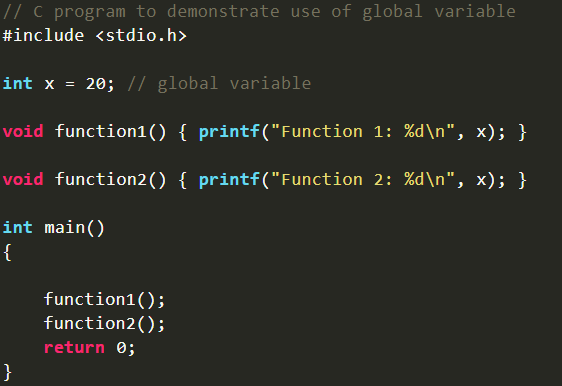 // C program to demonstrate use of global variable
#include <stdio.h>
int x = 20; // global variable
void function1() { printf("Function 1: %d\n", x); }
void function2() { printf("Function 2: %d\n", x); }
int main()
{
function1();
function2();
return 0;
}